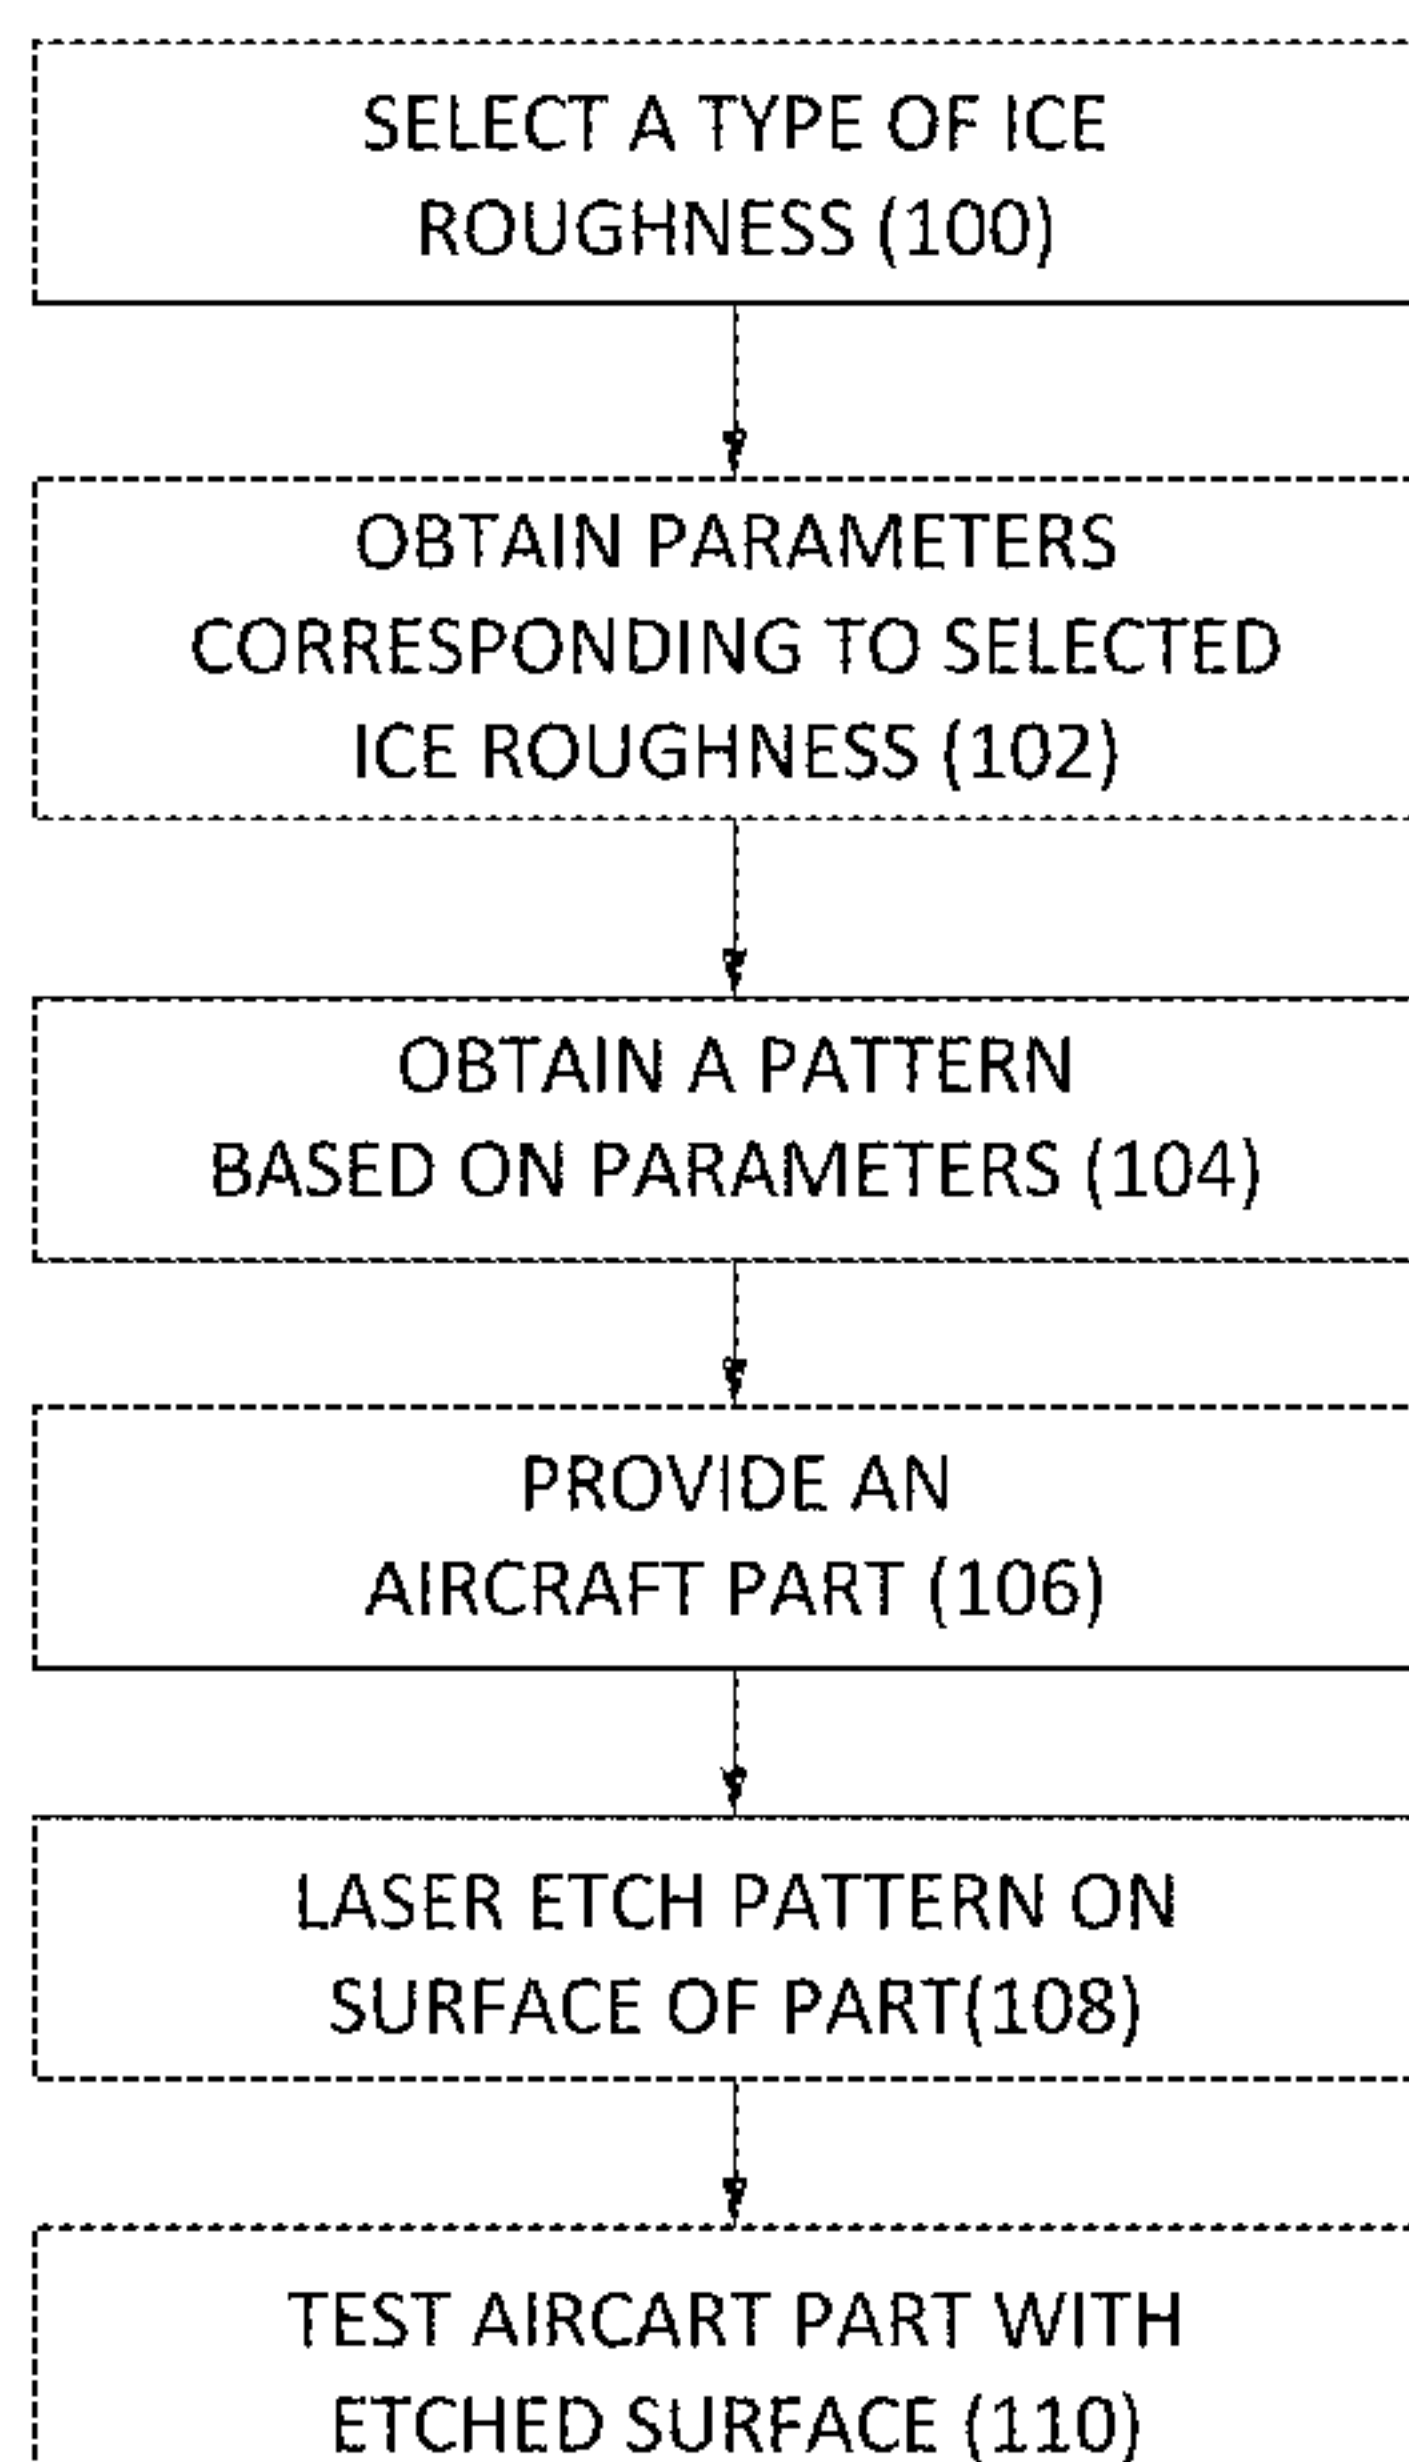 SELECT A TYPE OF ICE
ROUGHNESS (100)
OBTAIN PARAMETERS
CORRESPONDING TO SELECTED
ICE ROUGHNESS (102)
OBTAIN A PATTERN
BASED ON PARAMETERS (104)
PROVIDE AN
AIRCRAFT PART (106)
LASER ETCH PATTERN ON
SURFACE OF PART(108)
TEST AIRCART PART WITH
ETCHED SURFACE (110)